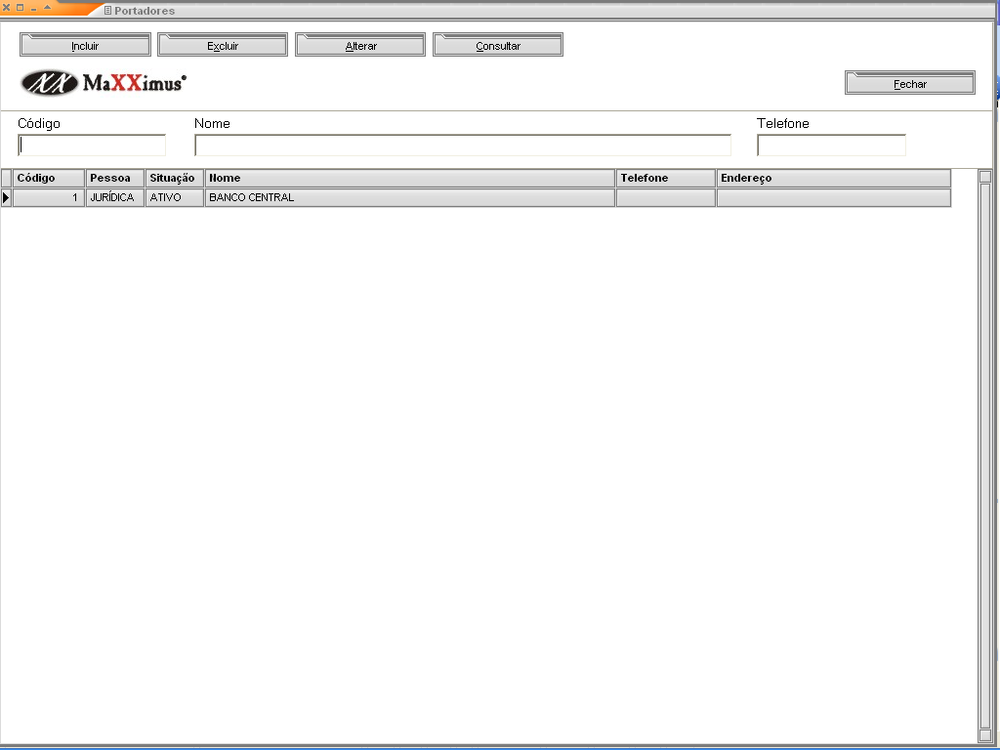 Portadores
Incluir Excluir Alterar Consultar
XX MaXXimus
Fechar
Código Nome Telefone
Código Pessoa Situação Nome Telefone Endereço
1 JURÍDICA ATIVO BANCO CENTRAL